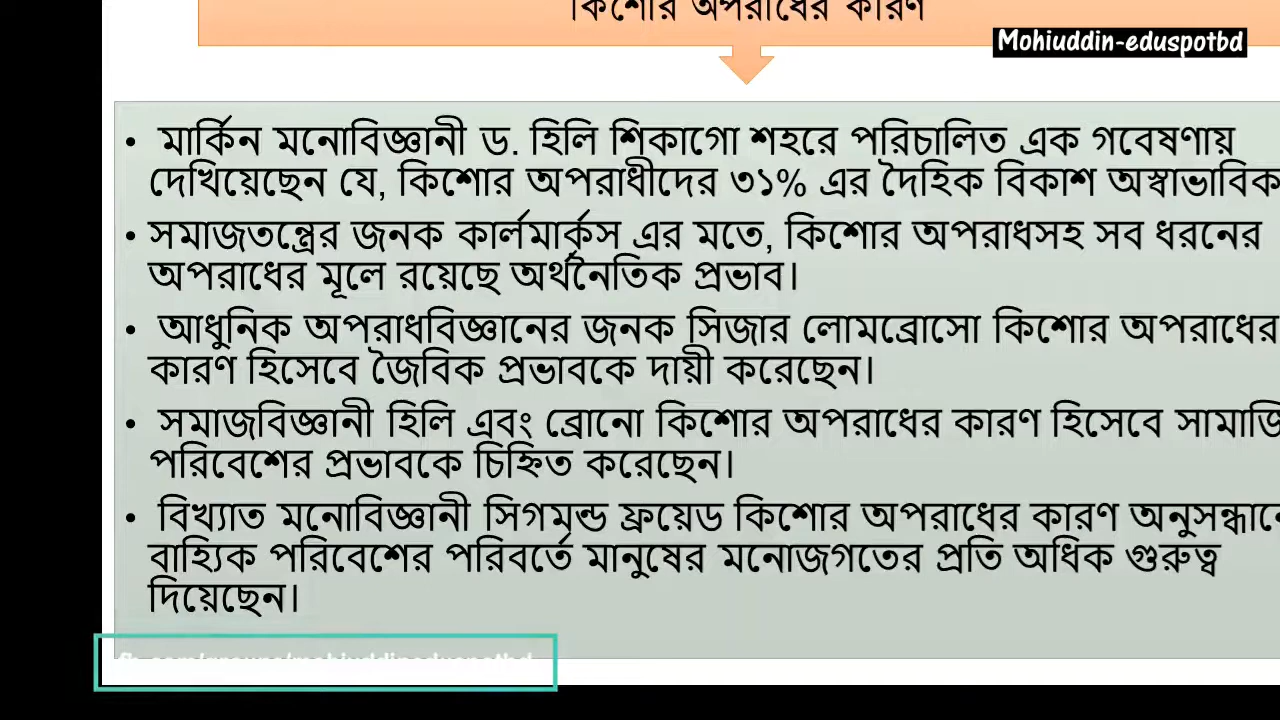 কিশোর অপরাধের কারণ
Mohiuddin-eduspotbd
• মার্কিন মনোবিজ্ঞানী ড. হিলি শিকাগো শহরে পরিচালিত এক গবেষণায়
দেখিয়েছেন যে, কিশোর অপরাধীদের ৩১% এর দৈহিক বিকাশ অস্বাভাবিক
• সমাজতন্ত্রের জনক কার্লমার্ক্স এর মতে, কিশোর অপরাধসহ সব ধরনের
অপরাধের মূলে রয়েছে অর্থনৈতিক প্রভাব।
• আধুনিক অপরাধবিজ্ঞানের জনক সিজার লোমব্রোসো কিশোর অপরাধের
কারণ হিসেবে জৈবিক প্রভাবকে দায়ী করেছেন।
• সমাজবিজ্ঞানী হিলি এবং ব্রোনো কিশোর অপরাধের কারণ হিসেবে
পরিবেশের প্রভাবকে চিহ্নিত করেছেন।
• বিখ্যাত মনোবিজ্ঞানী সিগমন্ড ফ্রয়েড কিশোর অপরাধের কারণ
বাহ্যিক পরিবেশের পরিবর্তে মানুষের মনোজগতের প্রতি অধিক গুরুত্ব
দিয়েছেন।